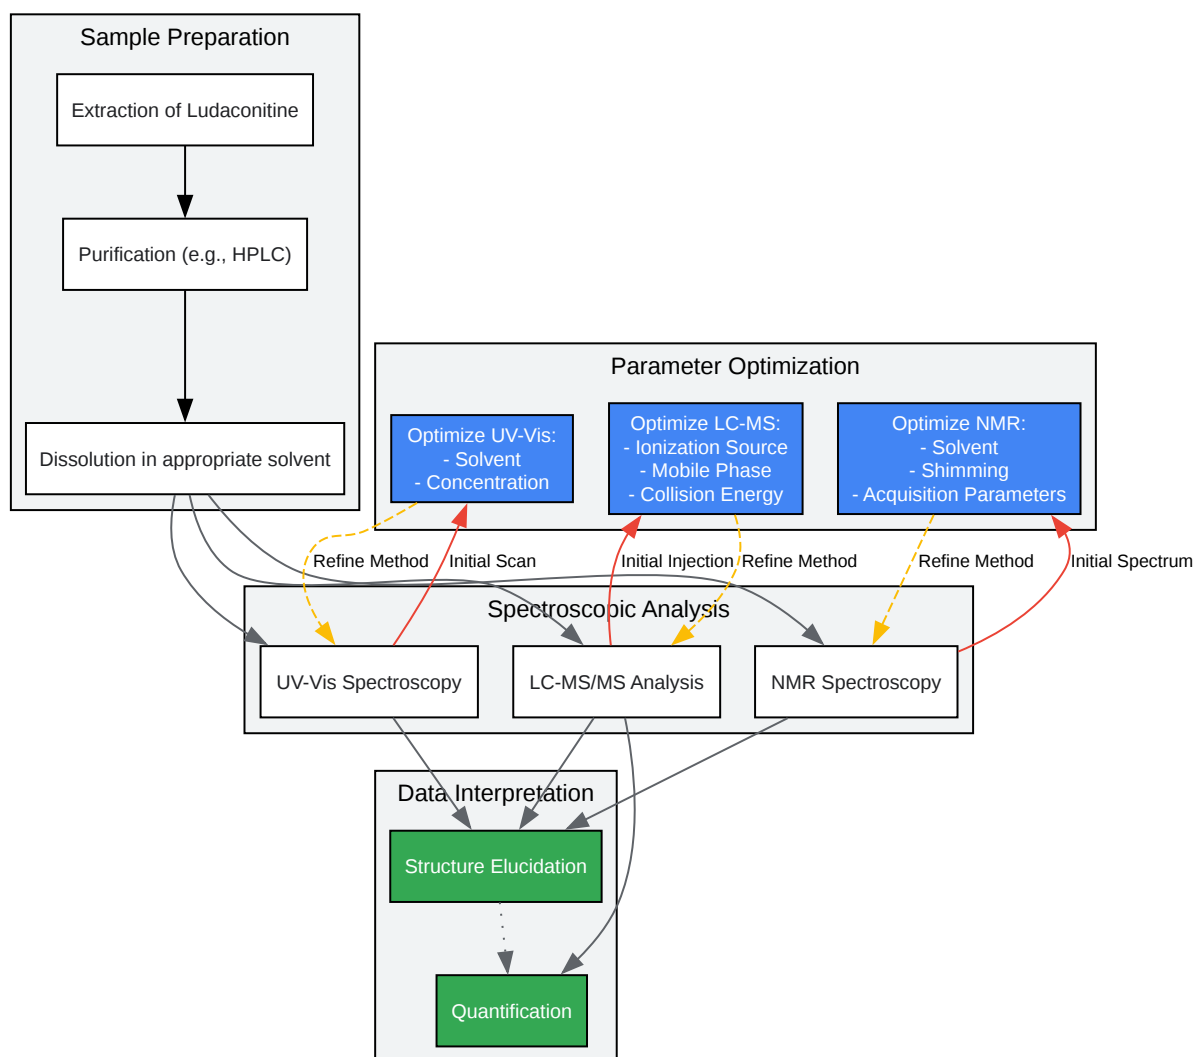 Sample Preparation
Extraction of Ludaconitine
Purification (e.g., HPLC)
Dissolution in appropriate solvent
Parameter Optimization
Optimize UV-Vis:
- Solvent
- Concentration
Optimize LC-MS:
- Ionization Source
- Mobile Phase
- Collision Energy
Optimize NMR:
- Solvent
- Shimming
- Acquisition Parameters
Refine Method
Initial Scan
Initial Injection
Refine Method
Refine Method
Initial Spectrum
Spectroscopic Analysis
UV-Vis Spectroscopy
LC-MS/MS Analysis
NMR Spectroscopy
Data Interpretation
Structure Elucidation
Quantification